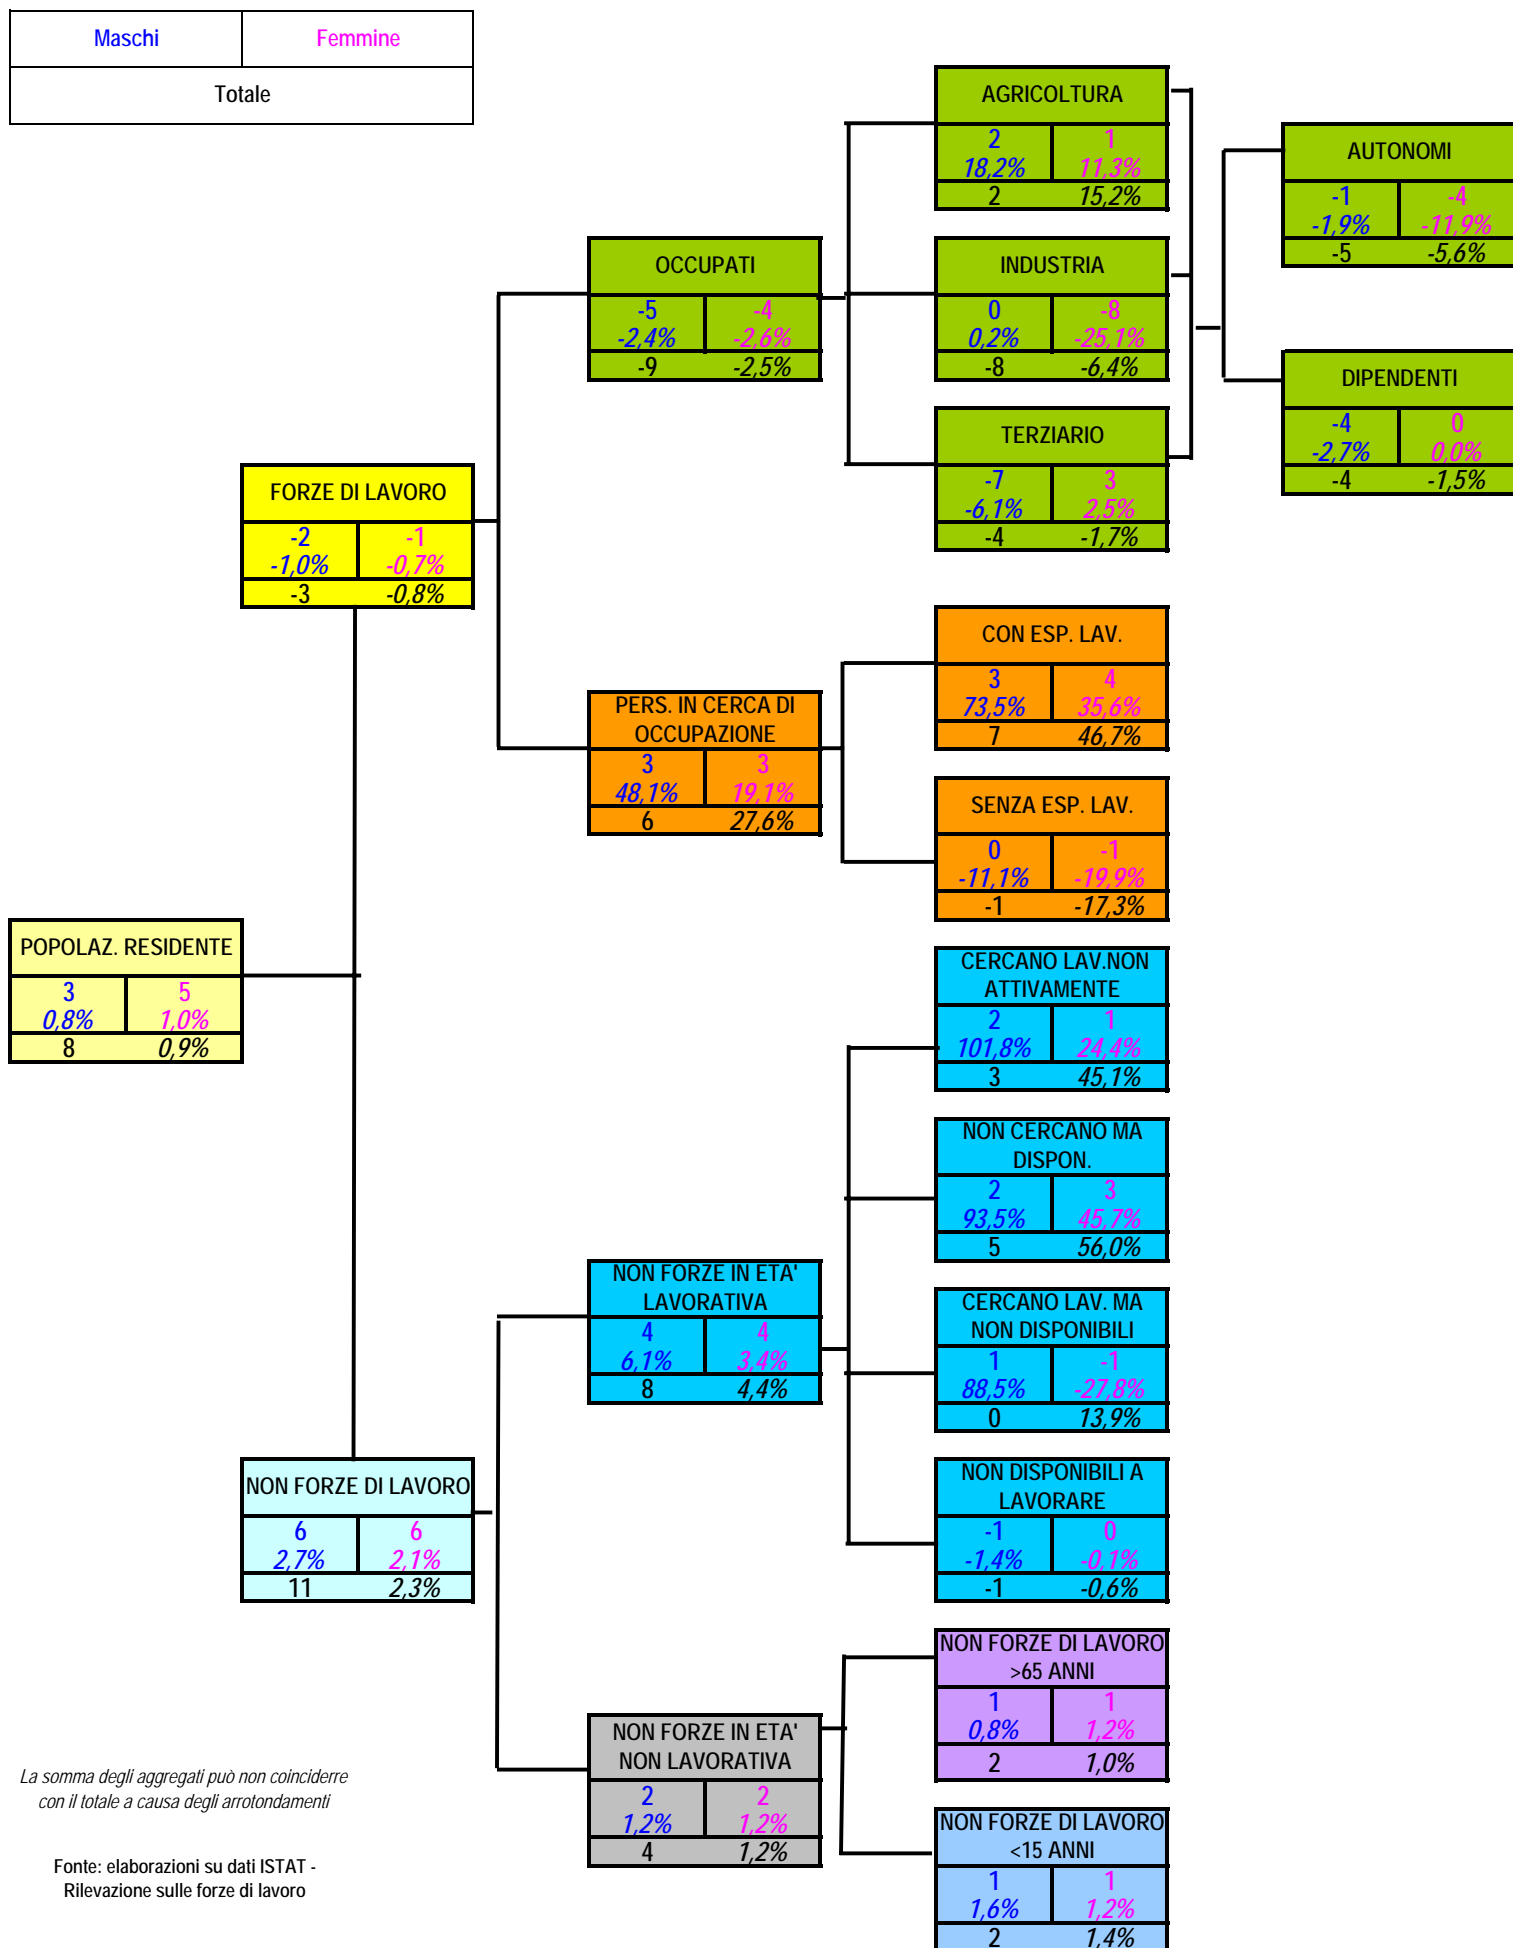 Maschi Femmine
Totale
AGRICOLTURA
2 1
18,2% 11,3%
2 15,2%
AUTONOMI
-1 -4
-1,9% -11,9%
-5 -5,6%
OCCUPATI
-5 -4
-2,4% -2,6%
-9 -2,5%
INDUSTRIA
0 -8
0,2% -25,1%
-8 -6,4%
DIPENDENTI
-4 0
-2,7% 0,0%
-4 -1,5%
TERZIARIO
-7 3
-6,1% 2,5%
-4 -1,7%
FORZE DI LAVORO
-2 -1
-1,0% -0,7%
-3 -0,8%
CON ESP. LAV.
3 4
73,5% 35,6%
7 46,7%
PERS. IN CERCA DI
OCCUPAZIONE
3 3
48,1% 19,1%
6 27,6%
SENZA ESP. LAV.
0 -1
-11,1% -19,9%
-1 -17,3%
POPOLAZ. RESIDENTE
3 5
0,8% 1,0%
8 0,9%
CERCANO LAV.NON
ATTIVAMENTE
2 1
101,8% 24,4%
3 45,1%
NON CERCANO MA
DISPON.
2 3
93,5% 45,7%
5 56,0%
NON FORZE IN ETA'
LAVORATIVA
4 4
6,1% 3,4%
8 4,4%
CERCANO LAV. MA
NON DISPONIBILI
1 -1
88,5% -27,8%
0 13,9%
NON FORZE DI LAVORO
6 6
2,7% 2,1%
11 2,3%
NON DISPONIBILI A
LAVORARE
-1 0
-1,4% -0,1%
-1 -0,6%
NON FORZE DI LAVORO
>65 ANNI
1 1
0,8% 1,2%
2 1,0%
NON FORZE IN ETA'
NON LAVORATIVA
2 2
1,2% 1,2%
4 1,2%
NON FORZE DI LAVORO
<15 ANNI
1 1
1,6% 1,2%
2 1,4%
La somma degli aggregati può non coinciderre
con il totale a causa degli arrotondamenti
Fonte: elaborazioni su dati ISTAT -
Rilevazione sulle forze di lavoro